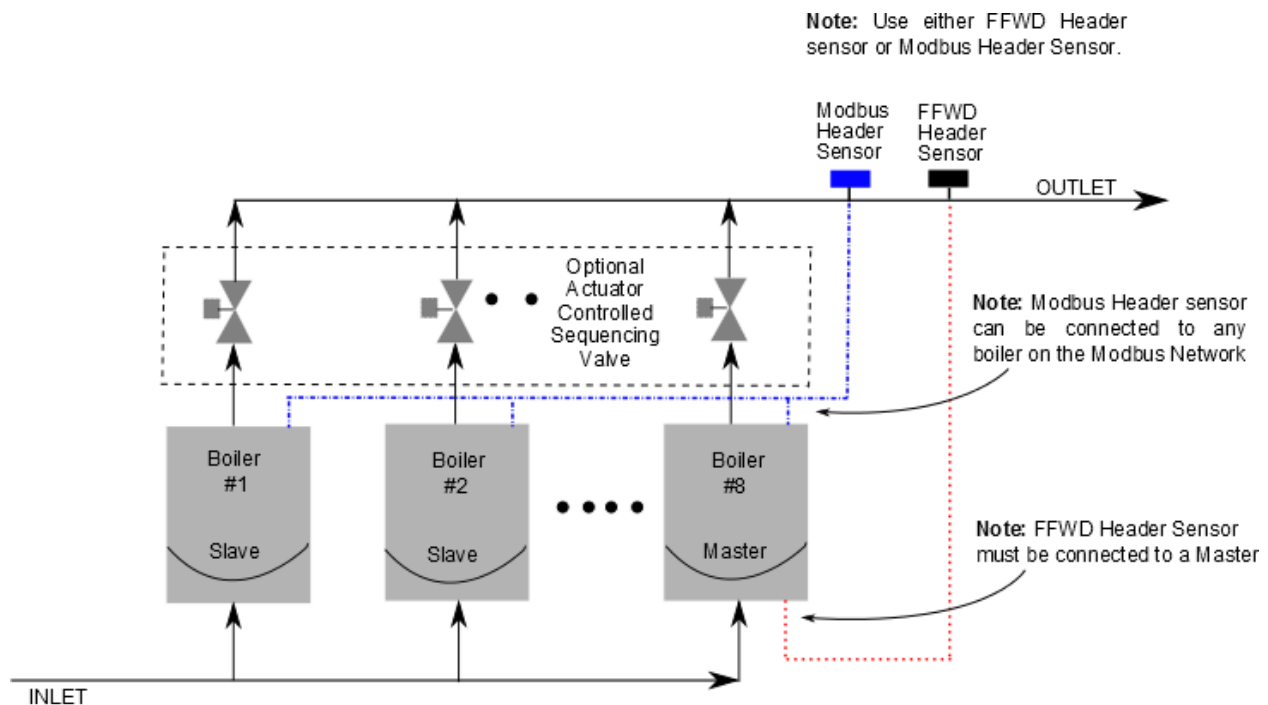 Note: Use either FFWD Header
sensor or Modbus Header Sensor.
Modbus
Header
Sensor
FFWD
Header
Sensor
OUTLET
Optional
Actuator
Controlled
Sequencing
Valve
Note: Modbus Header sensor
can be connected to any
boiler on the Modbus Network
Boiler
#1
Slave
Boiler
#2
Slave
Boiler
#8
Master
Note: FFWD Header Sensor
must be connected to a Master
INLET